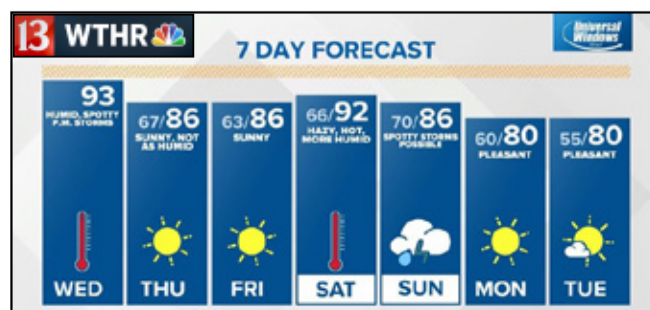 13 WTHR
Universal
Windows
7 DAY FORECAST
93
HUMID, SPOTTY
P.M. STORMS
WED
67/86
SUNNY, NOT
AS HUMID
THU
63/86
SUNNY
FRI
66/92
HAZY, HOT,
MORE HUMID
SAT
70/86
SPOTTY STORMS
POSSIBLE
SUN
60/80
PLEASANT
MON
55/80
PLEASANT
TUE